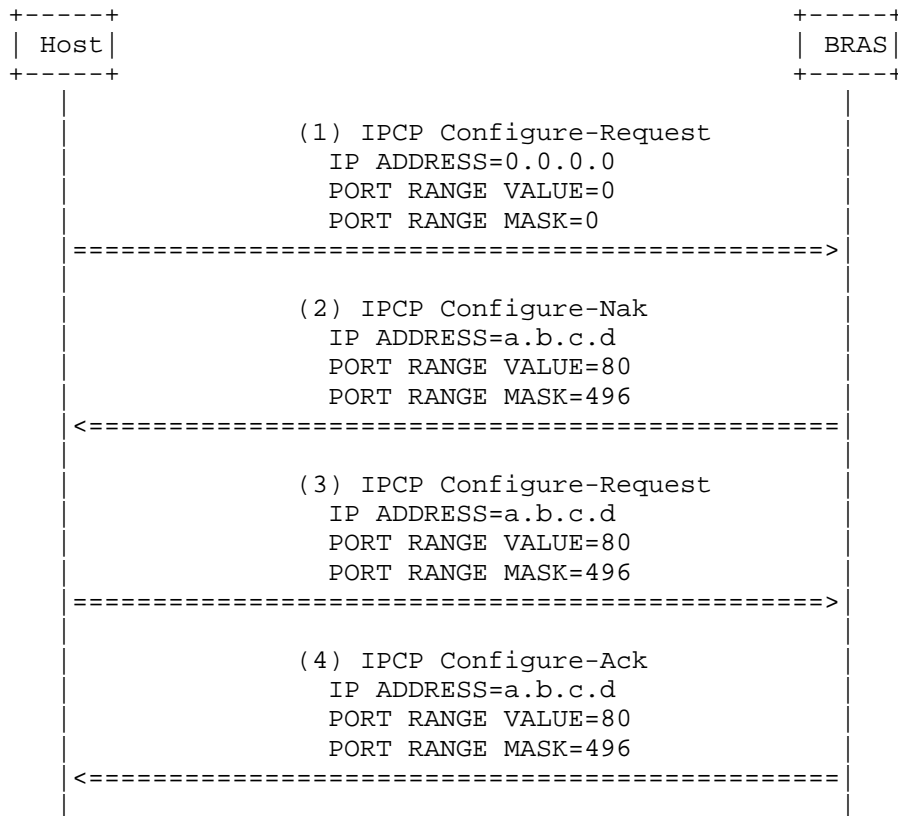 +-----+ +-----+
| Host| | BRAS|
+-----+ +-----+
(1) IPCP Configure-Request
IP ADDRESS=0.0.0.0
PORT RANGE VALUE=0
PORT RANGE MASK=0
===============================================>
(2) IPCP Configure-Nak
IP ADDRESS=a.b.c.d
PORT RANGE VALUE=80
PORT RANGE MASK=496
<===============================================
(3) IPCP Configure-Request
IP ADDRESS=a.b.c.d
PORT RANGE VALUE=80
PORT RANGE MASK=496
===============================================>
(4) IPCP Configure-Ack
IP ADDRESS=a.b.c.d
PORT RANGE VALUE=80
PORT RANGE MASK=496
<===============================================